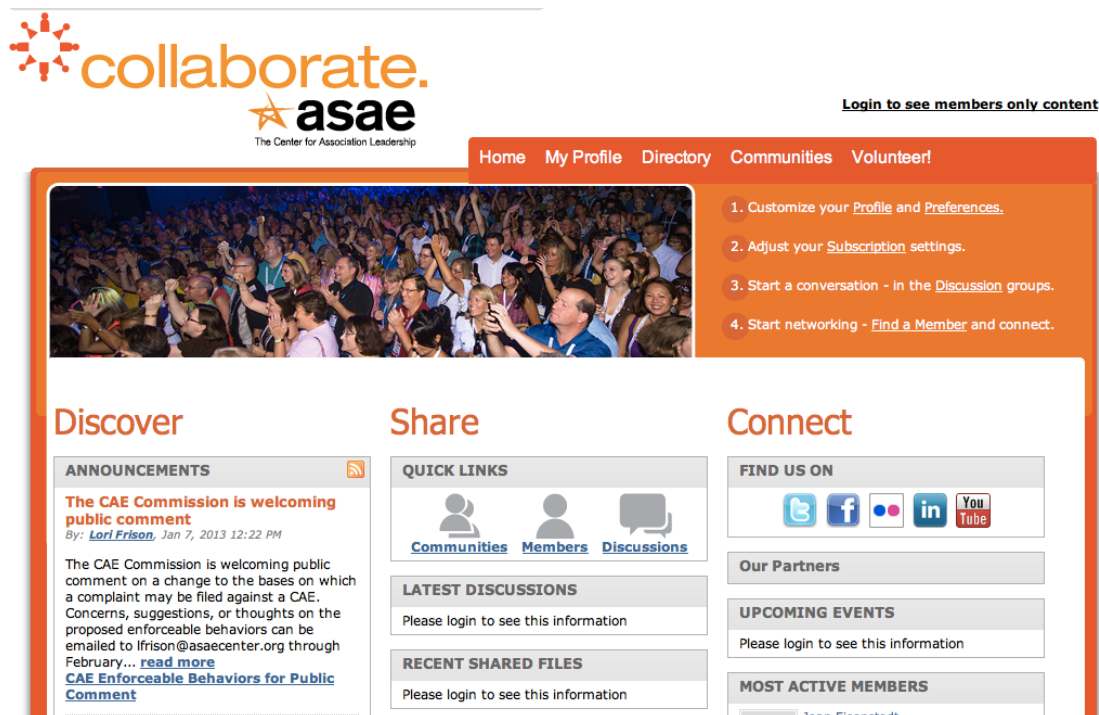 collaborate.
asae
The Center for Association Leadership
Login to see members only content
Home My Profile Directory Communities Volunteer!
1. Customize your Profile and Preferences.
2. Adjust your Subscription settings.
3. Start a conversation - in the Discussion groups.
4. Start networking - Find a Member and connect.
Discover
ANNOUNCEMENTS
The CAE Commission is welcoming
public comment
By: Lori Frison, Jan 7, 2013 12:22 PM
The CAE Commission is welcoming public
comment on a change to the bases on which
a complaint may be filed against a CAE.
Concerns, suggestions, or thoughts on the
proposed enforceable behaviors can be
emailed to lfrison@asaecenter.org through
February... read more
CAE Enforceable Behaviors for Public
Comment
Share
QUICK LINKS
Communities Members Discussions
LATEST DISCUSSIONS
Please login to see this information
RECENT SHARED FILES
Please login to see this information
Connect
FIND US ON
t f in You
Tube
Our Partners
UPCOMING EVENTS
Please login to see this information
MOST ACTIVE MEMBERS